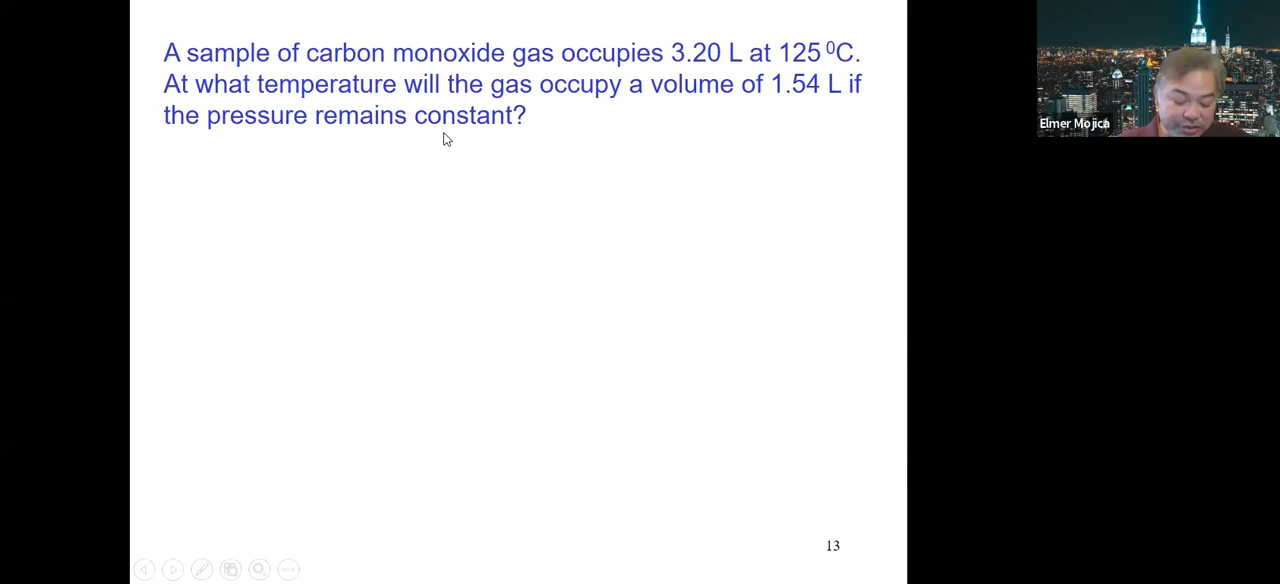 A sample of carbon monoxide gas occupies 3.20 L at 125 ⁰C.
At what temperature will the gas occupy a volume of 1.54 L if
the pressure remains constant?
Elmer Mojica
13